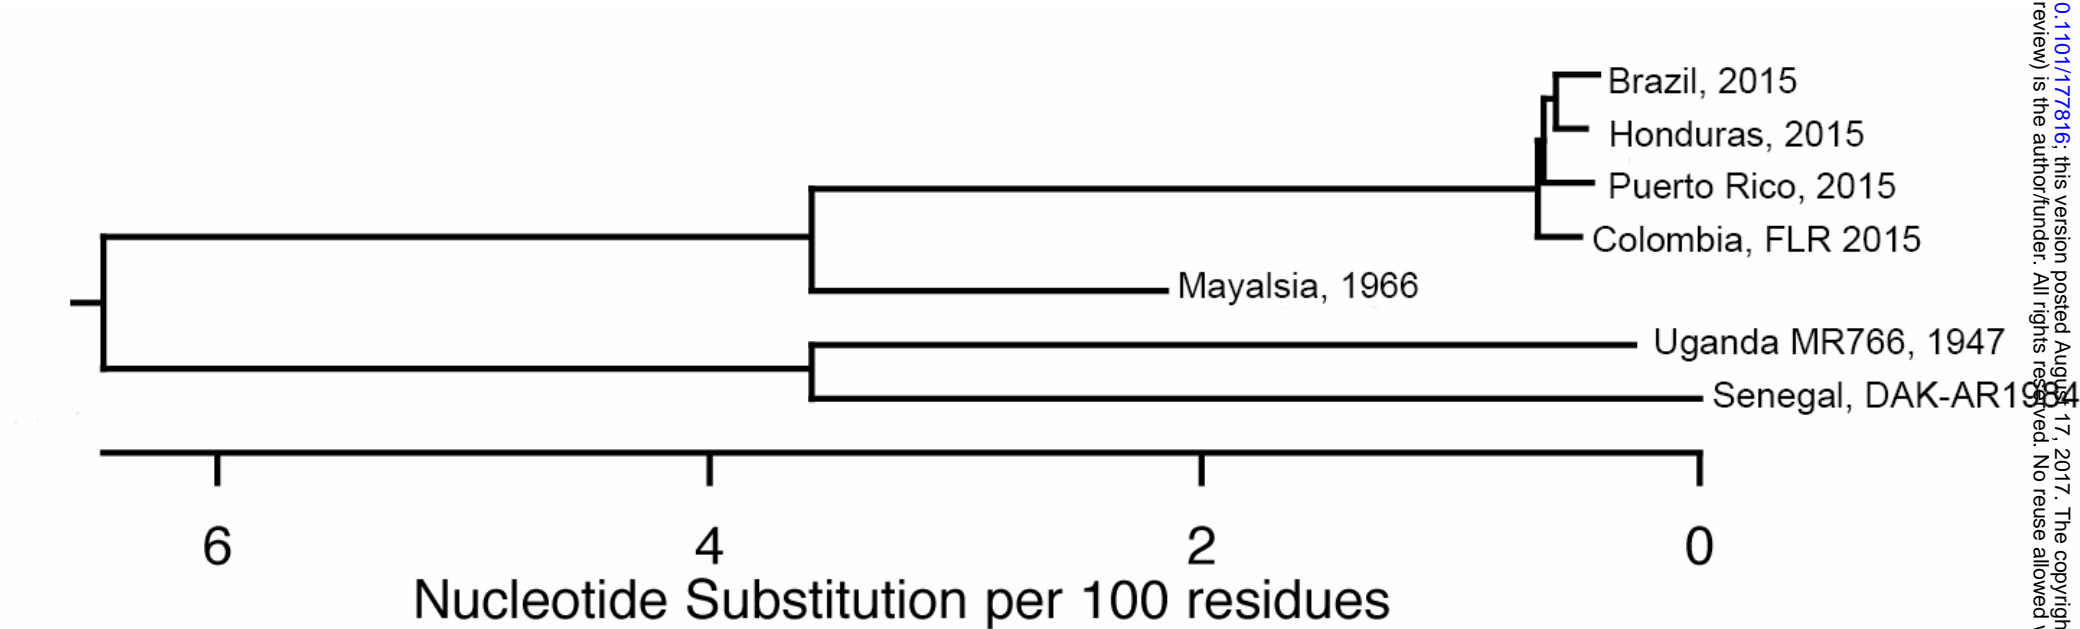 Brazil, 2015
Honduras, 2015
Puerto Rico, 2015
Colombia, FLR 2015
Mayalsia, 1966
Uganda MR766, 1947
Senegal, DAK-AR1984
6 4 2 0
Nucleotide Substitution per 100 residues
0.1101/177816; this version posted August 17, 2017. The copyrigh
review) is the author/funder. All rights reserved. No reuse allowed